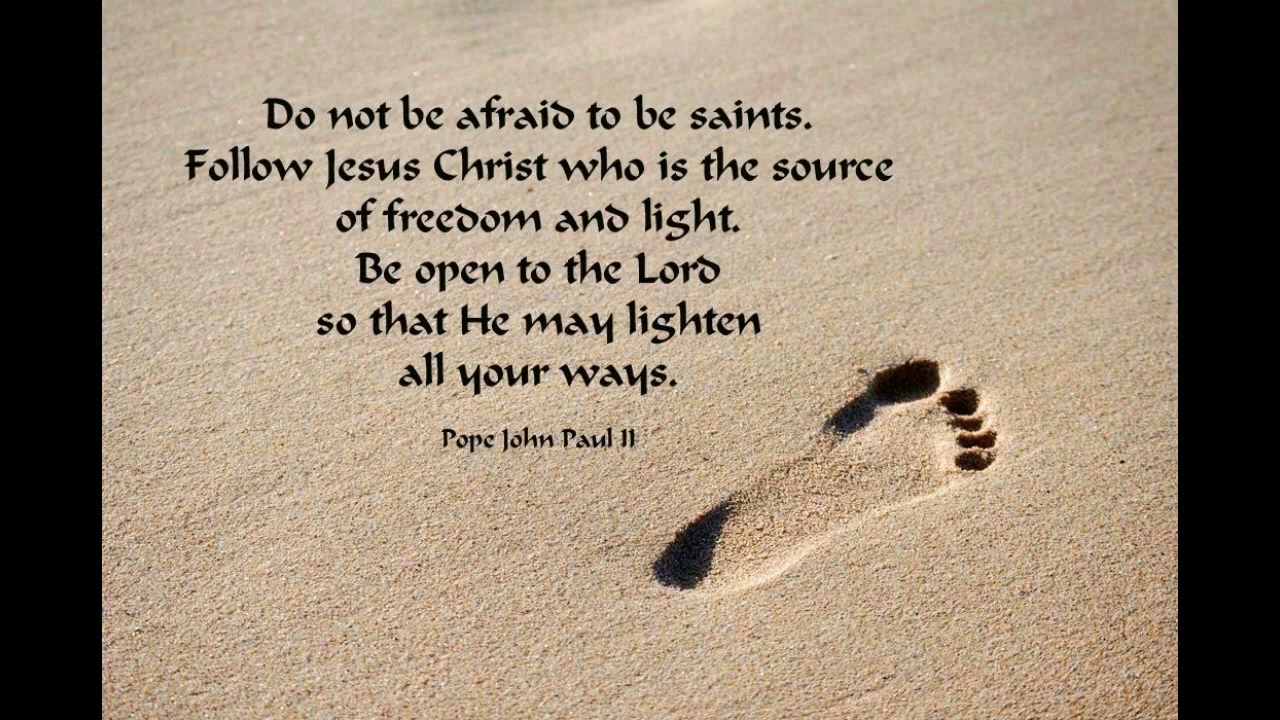 Do not be afraid to be saints.
Follow Jesus Christ who is the source
of freedom and light.
Be open to the Lord
so that He may lighten
all your ways.
Pope John Paul II